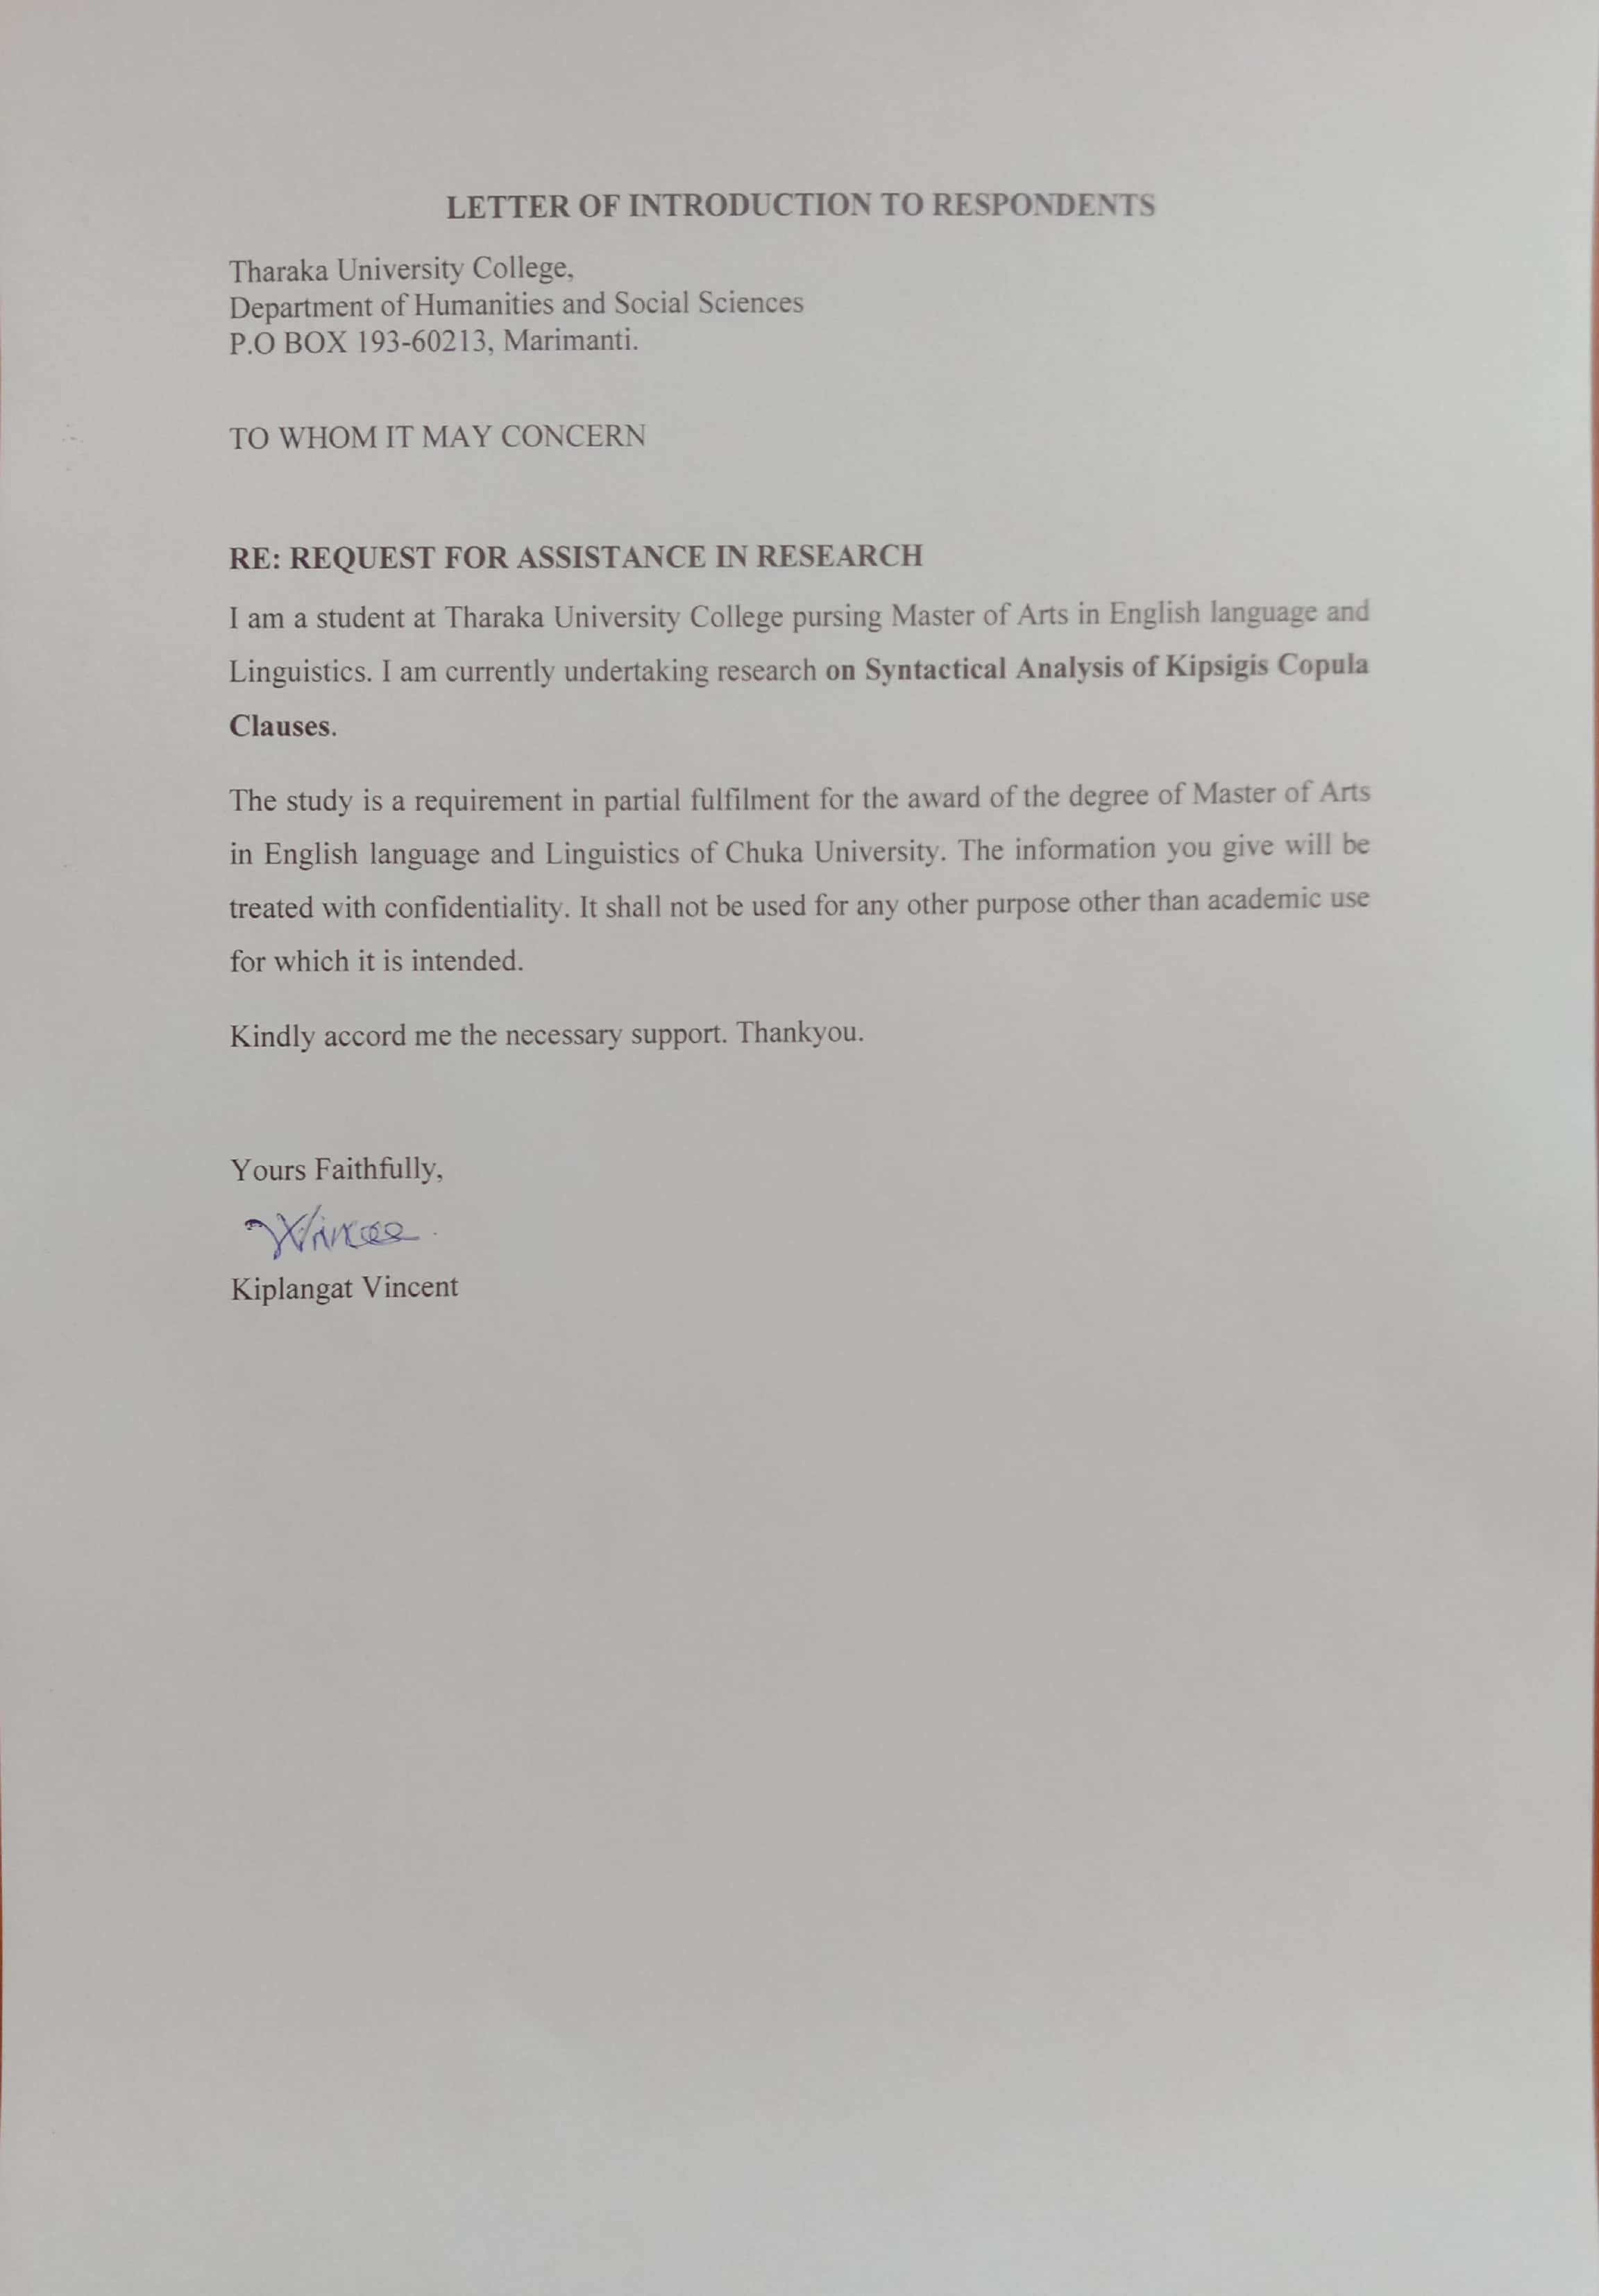 LETTER OF INTRODUCTION TO RESPONDENTS
Tharaka University College,
Department of Humanities and Social Sciences
P.O BOX 193-60213, Marimanti.
TO WHOM IT MAY CONCERN
RE: REQUEST FOR ASSISTANCE IN RESEARCH
I am a student at Tharaka University College pursing Master of Arts in English language and
Linguistics. I am currently undertaking research on Syntactical Analysis of Kipsigis Copula
Clauses.
The study is a requirement in partial fulfilment for the award of the degree of Master of Arts
in English language and Linguistics of Chuka University. The information you give will be
treated with confidentiality. It shall not be used for any other purpose other than academic use
for which it is intended.
Kindly accord me the necessary support. Thankyou.
Yours Faithfully,
Kiplangat Vincent